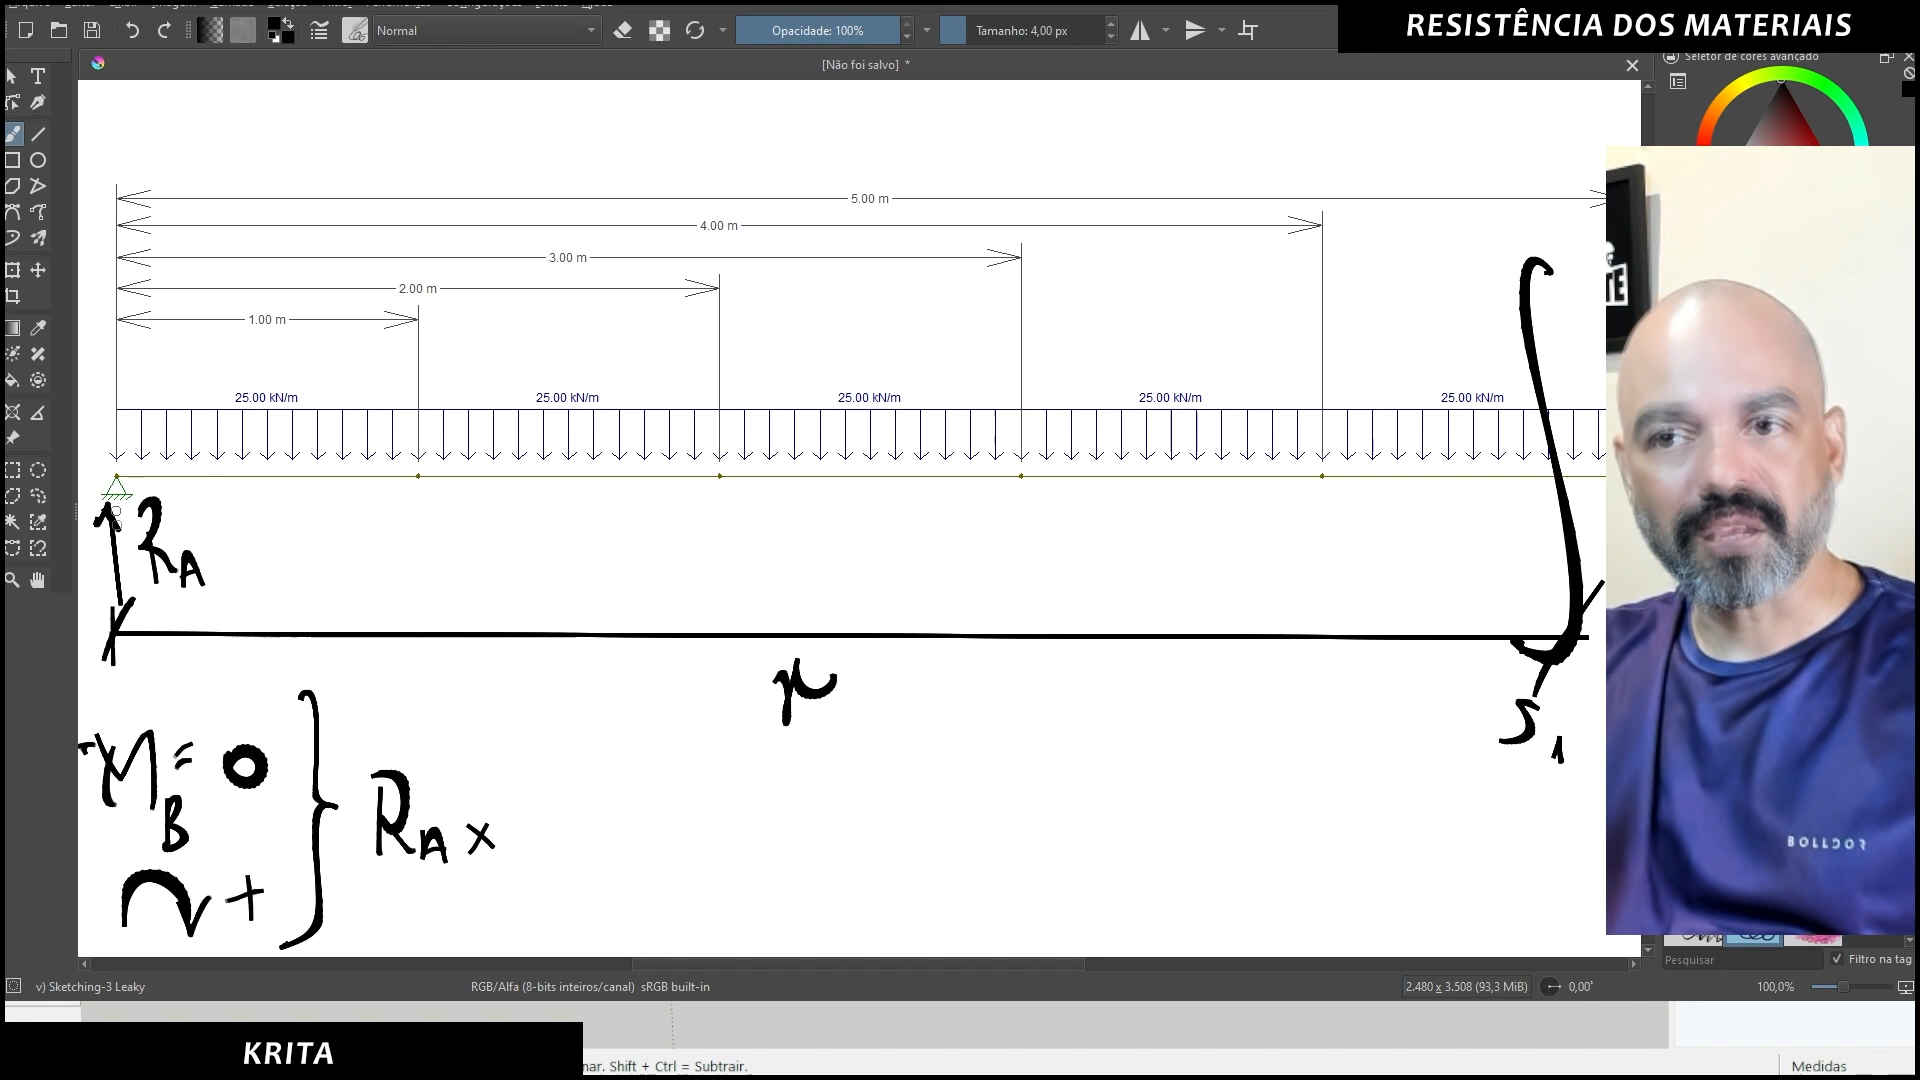 RESISTÊNCIA DOS MATERIAIS
Normal
Opacidade: 100%
Tamanho: 4,00 px
[Não foi salvo] *
Seletor de cores avançado
5.00 m
4.00 m
3.00 m
2.00 m
1.00 m
25.00 kN/m 25.00 kN/m 25.00 kN/m 25.00 kN/m 25.00 kN/m
RA
x
S1
MB = 0
+
RA x
BOLLDOR
Pesquisar
Filtro na tag
v) Sketching-3 Leaky
RGB/Alfa (8-bits inteiros/canal) sRGB built-in
2.480 x 3.508 (93,3 MiB)
0,00°
100,0%
KRITA
nar. Shift + Ctrl = Subtrair.
Medidas